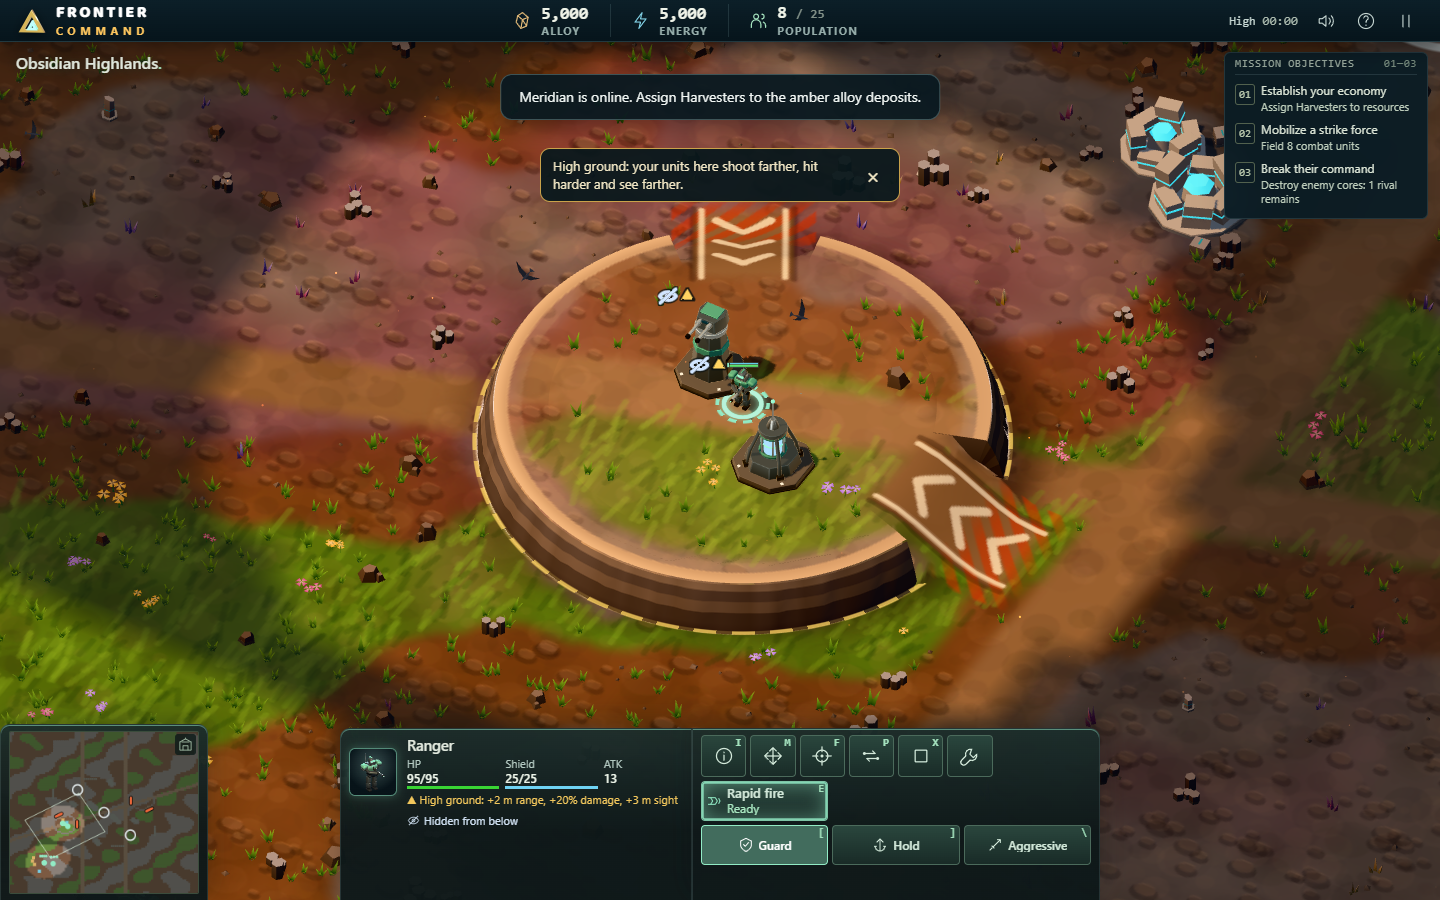 FRONTIER
COMMAND
5,000
ALLOY
5,000
ENERGY
8 / 25
POPULATION
High 00:00
Obsidian Highlands.
Meridian is online. Assign Harvesters to the amber alloy deposits.
High ground: your units here shoot farther, hit
harder and see farther.
MISSION OBJECTIVES 01—03
01 Establish your economy
Assign Harvesters to resources
02 Mobilize a strike force
Field 8 combat units
03 Break their command
Destroy enemy cores: 1 rival
remains
Ranger
HP Shield ATK
95/95 25/25 13
High ground: +2 m range, +20% damage, +3 m sight
Hidden from below
I M F P X
Rapid fire E
Ready
Guard [ Hold ] Aggressive \